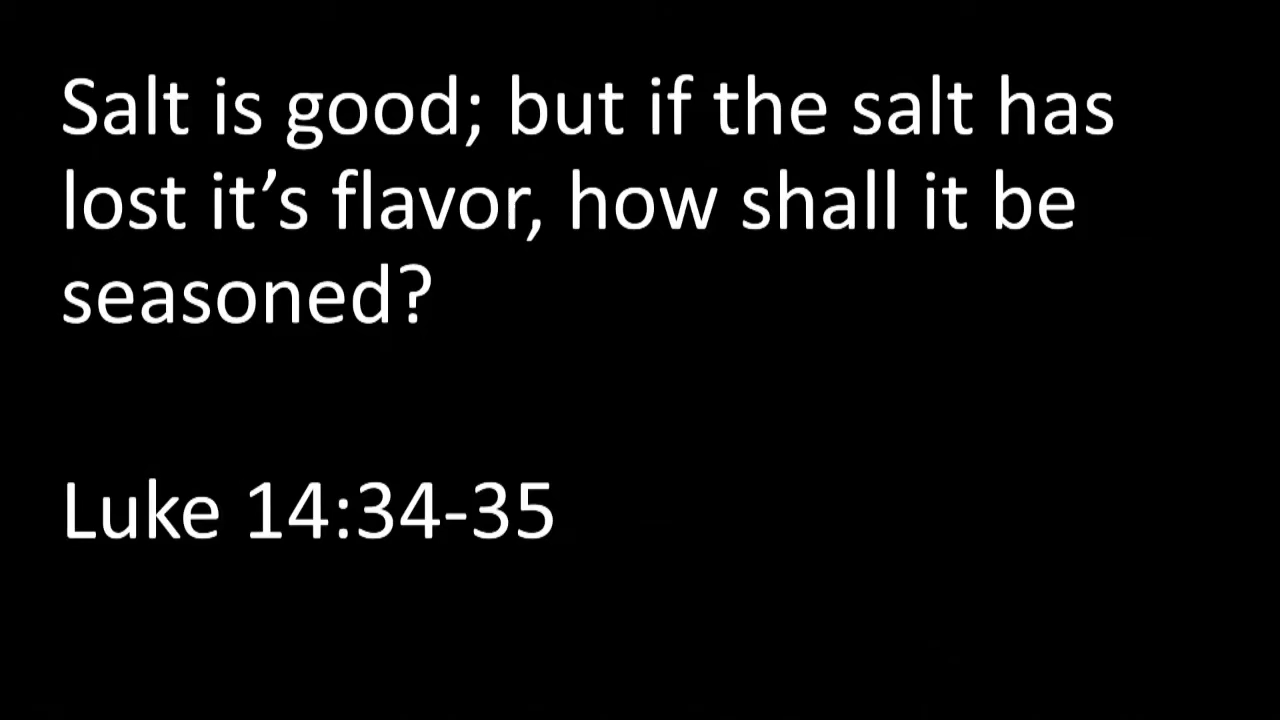 Salt is good; but if the salt has
lost it’s flavor, how shall it be
seasoned?
Luke 14:34-35